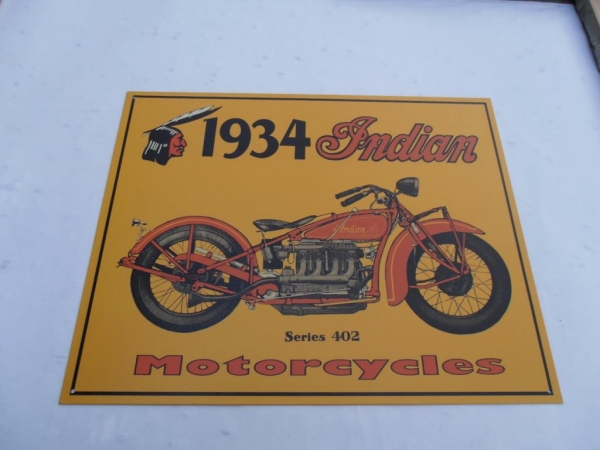 1934 Indian
Indian
Series 402
Motorcycles